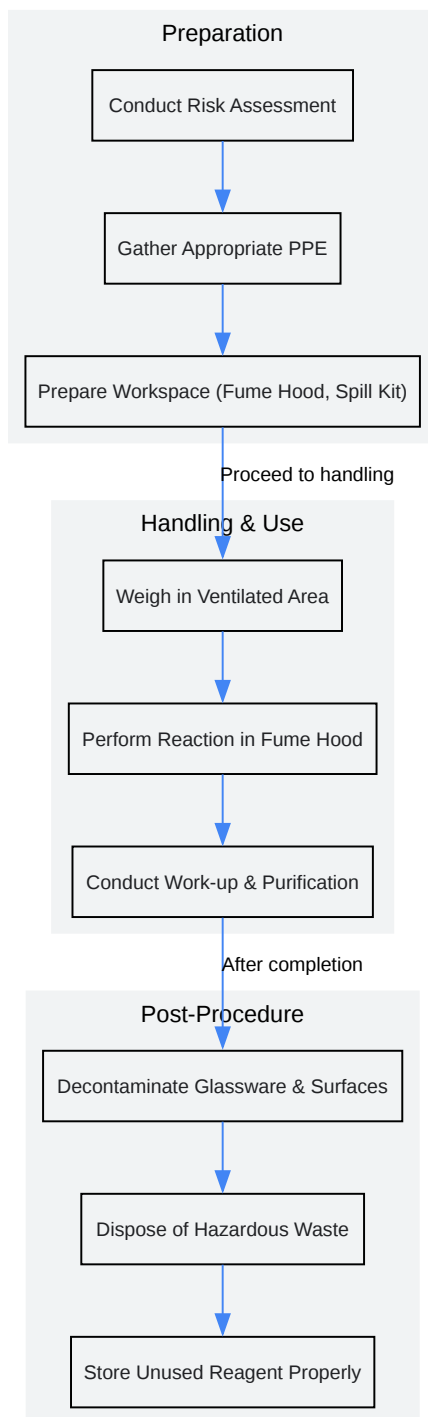 Preparation
Conduct Risk Assessment
Gather Appropriate PPE
Prepare Workspace (Fume Hood, Spill Kit)
Proceed to handling
Handling & Use
Weigh in Ventilated Area
Perform Reaction in Fume Hood
Conduct Work-up & Purification
After completion
Post-Procedure
Decontaminate Glassware & Surfaces
Dispose of Hazardous Waste
Store Unused Reagent Properly